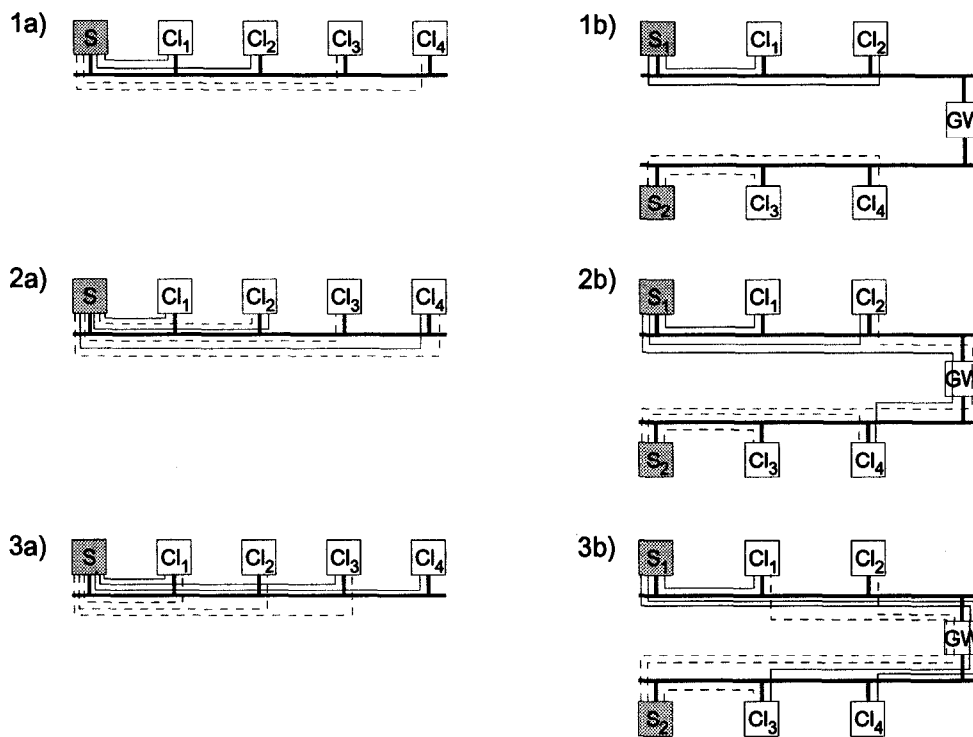 1a) S Cl1 Cl2 Cl3 Cl4
1b) S1 Cl1 Cl2
GW
S2 Cl3 Cl4
2a) S Cl1 Cl2 Cl3 Cl4
2b) S1 Cl1 Cl2
GW
S2 Cl3 Cl4
3a) S Cl1 Cl2 Cl3 Cl4
3b) S1 Cl1 Cl2
GW
S2 Cl3 Cl4